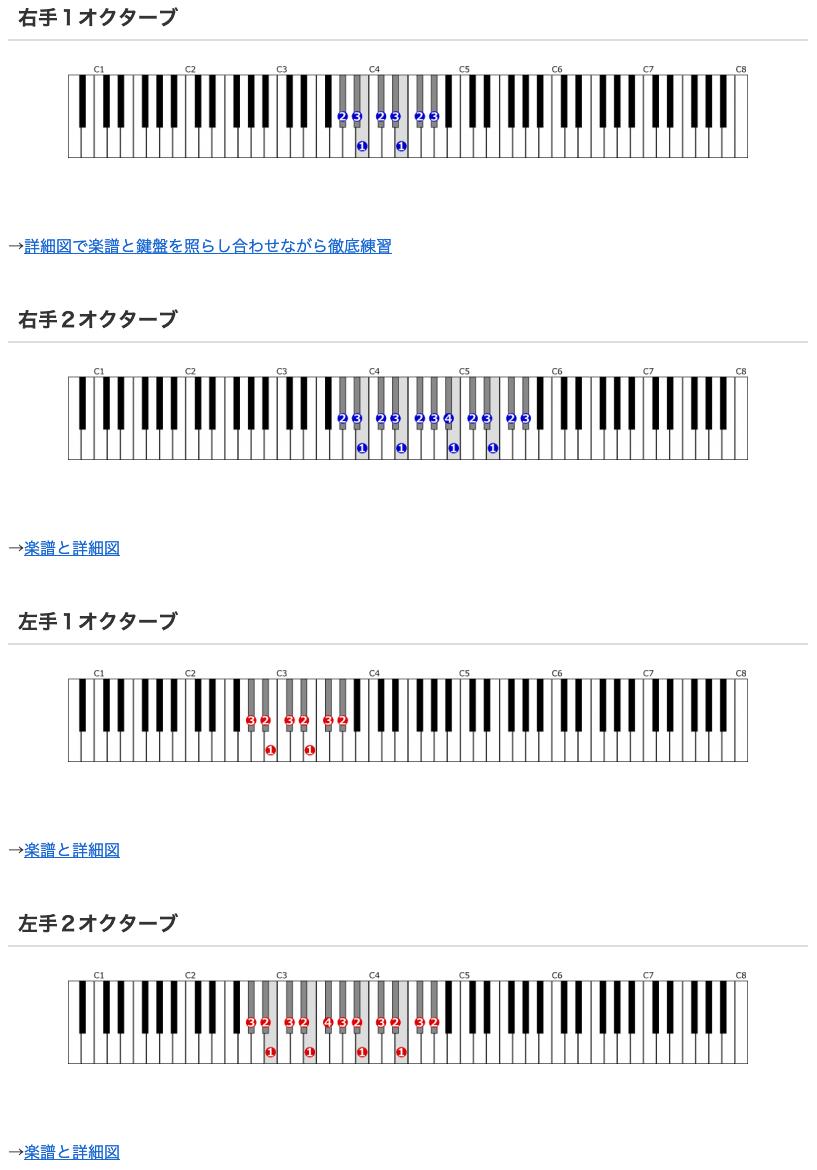 右手１オクターブ
C1 C2 C3 C4 C5 C6 C7 C8
2 3 2 3 2 3
1 1
→詳細図で楽譜と鍵盤を照らし合わせながら徹底練習
右手２オクターブ
C1 C2 C3 C4 C5 C6 C7 C8
2 3 2 3 2 3 4 2 3 2 3
1 1 1 1
→楽譜と詳細図
左手１オクターブ
C1 C2 C3 C4 C5 C6 C7 C8
3 2 3 2 3 2
1 1
→楽譜と詳細図
左手２オクターブ
C1 C2 C3 C4 C5 C6 C7 C8
3 2 3 2 4 3 2 3 2 3 2
1 1 1 1
→楽譜と詳細図